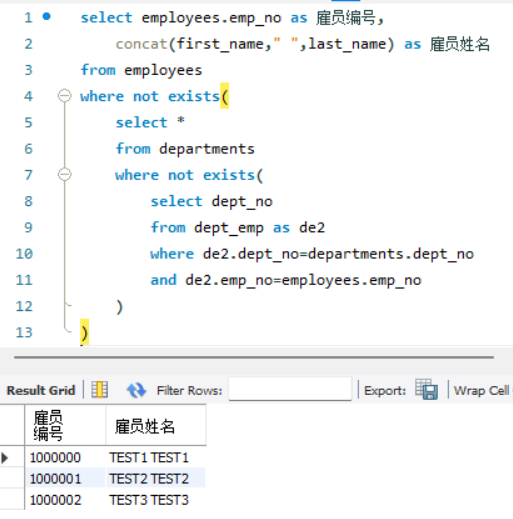 1 select employees.emp_no as 雇员编号,
2 concat(first_name," ",last_name) as 雇员姓名
3 from employees
4 where not exists(
5 select *
6 from departments
7 where not exists(
8 select dept_no
9 from dept_emp as de2
10 where de2.dept_no=departments.dept_no
11 and de2.emp_no=employees.emp_no
12 )
13 )
Result Grid Filter Rows: Export: Wrap Cell
雇员
编号 雇员姓名
1000000 TEST1 TEST1
1000001 TEST2 TEST2
1000002 TEST3 TEST3